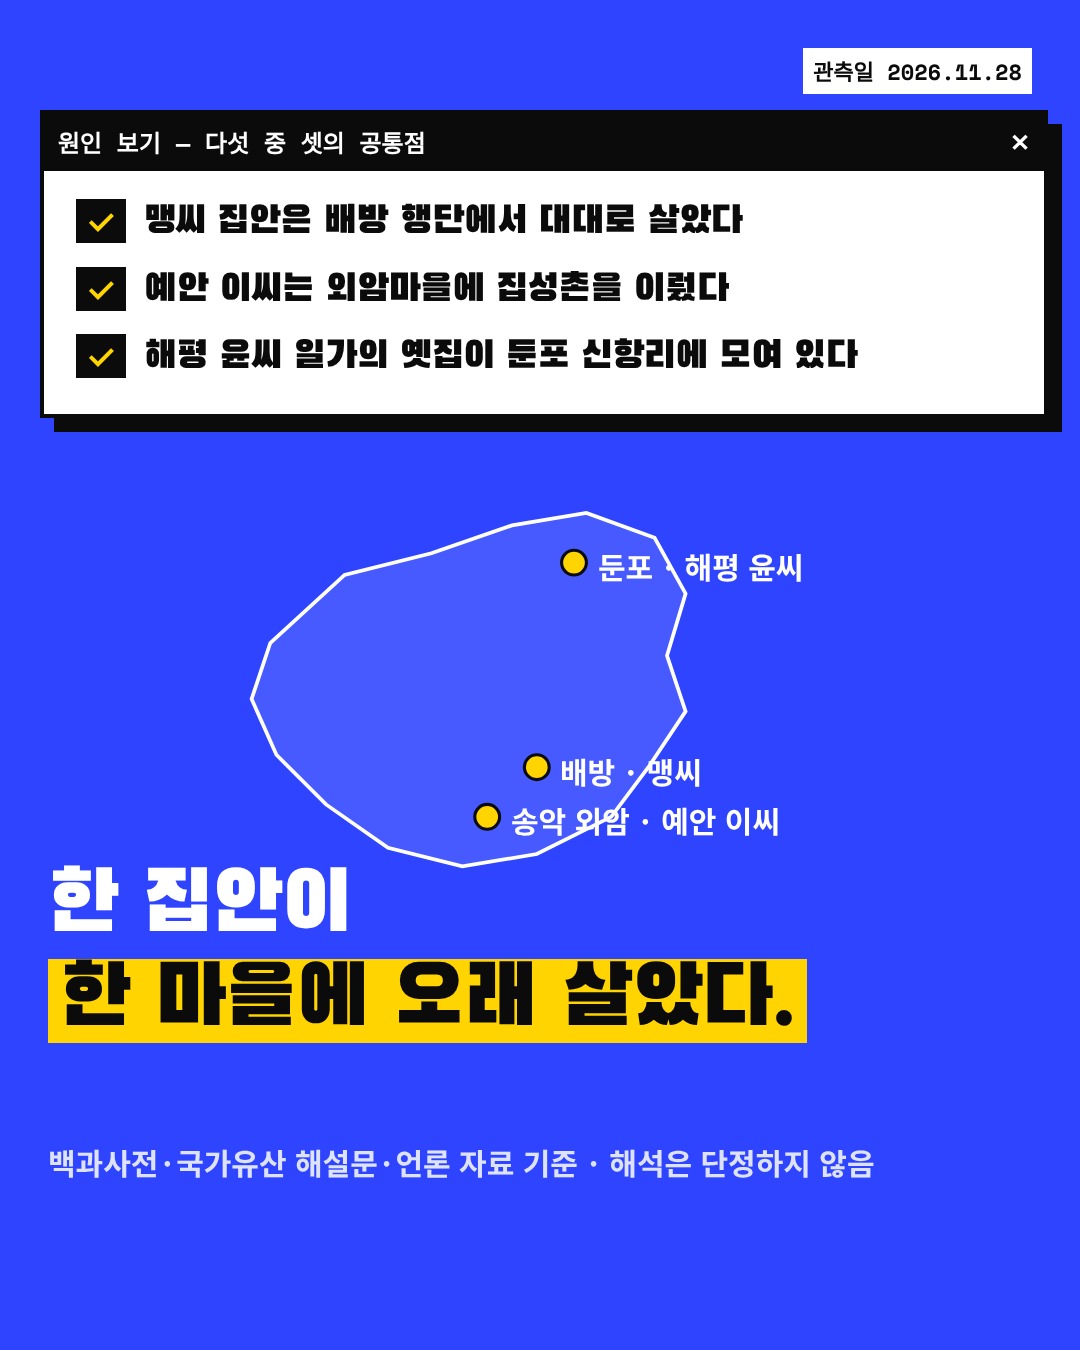 관측일 2026.11.28
원인 보기 — 다섯 중 셋의 공통점 ✕
맹씨 집안은 배방 행단에서 대대로 살았다
예안 이씨는 외암마을에 집성촌을 이뤘다
해평 윤씨 일가의 옛집이 둔포 신항리에 모여 있다
둔포 · 해평 윤씨
배방 · 맹씨
송악 외암 · 예안 이씨
한 집안이
한 마을에 오래 살았다.
백과사전·국가유산 해설문·언론 자료 기준 · 해석은 단정하지 않음